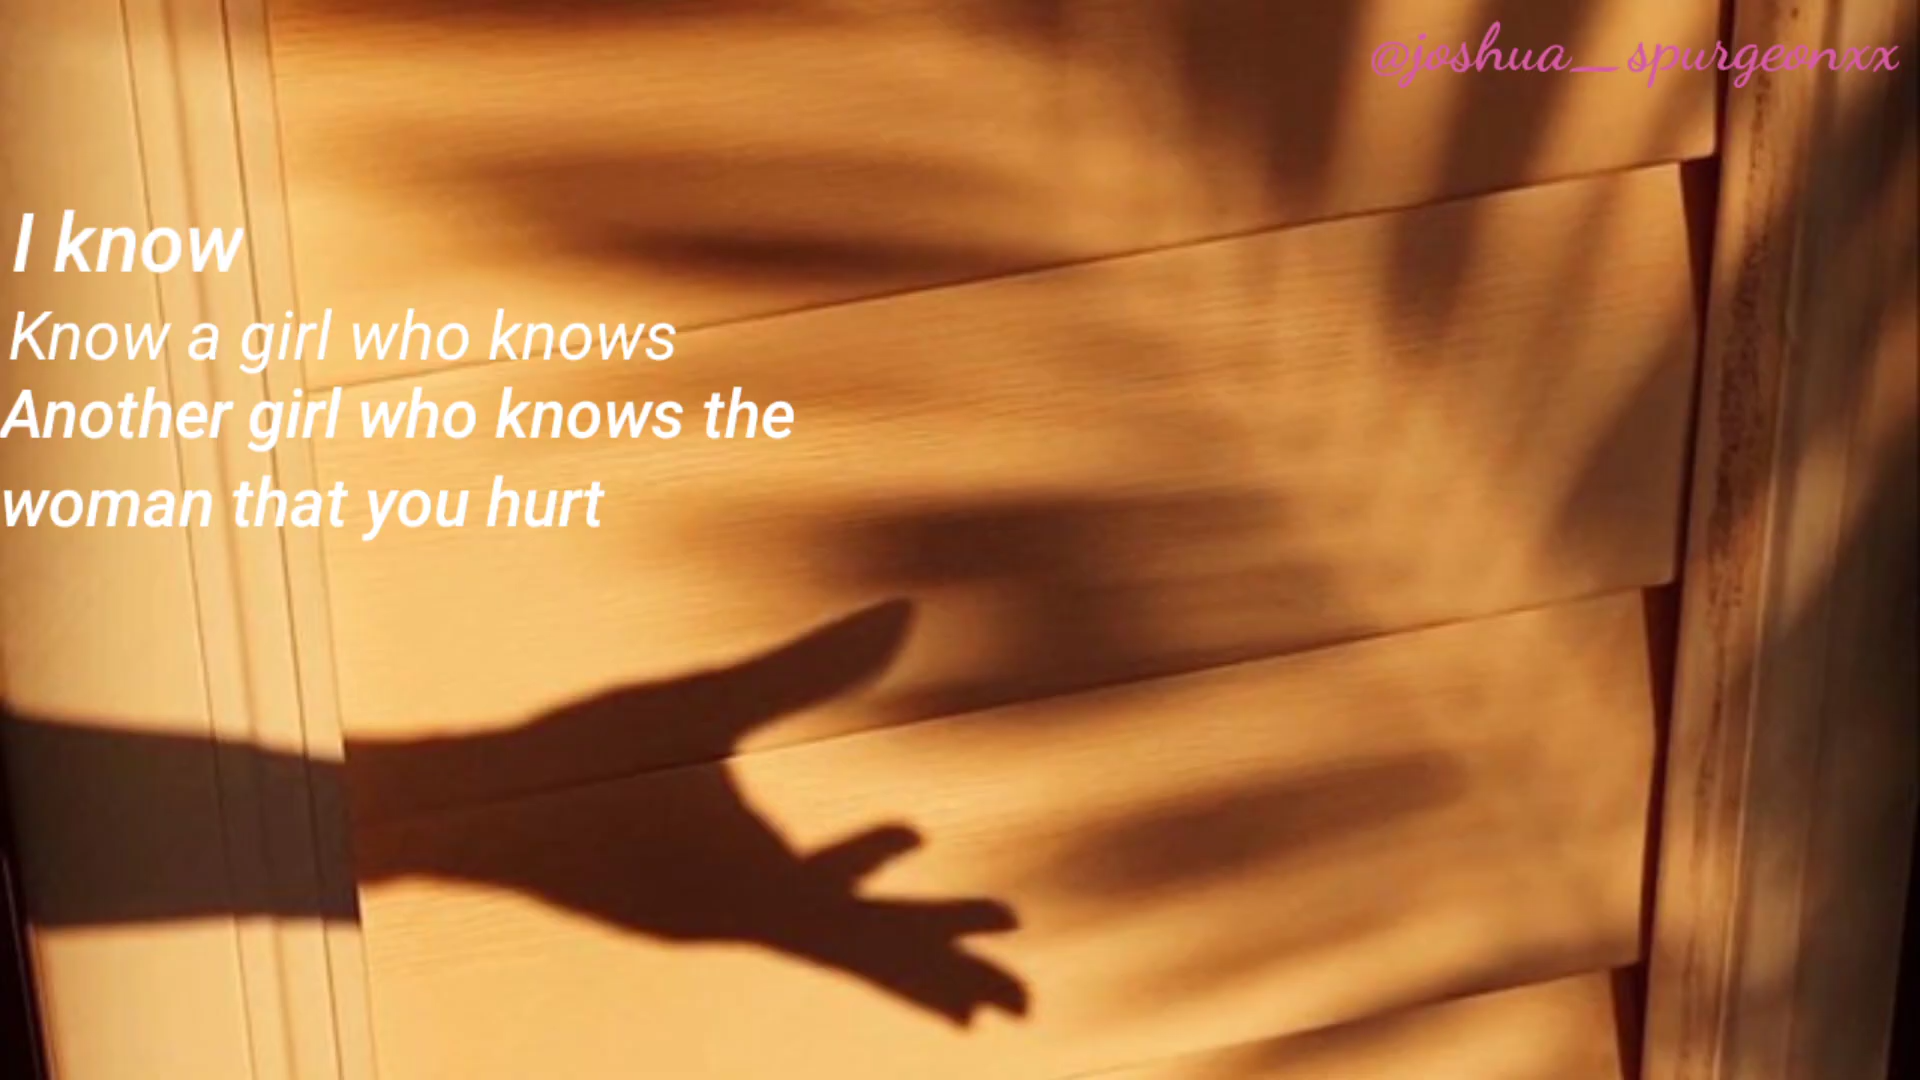 @joshua_spurgeonxx
I know
Know a girl who knows
Another girl who knows the
woman that you hurt